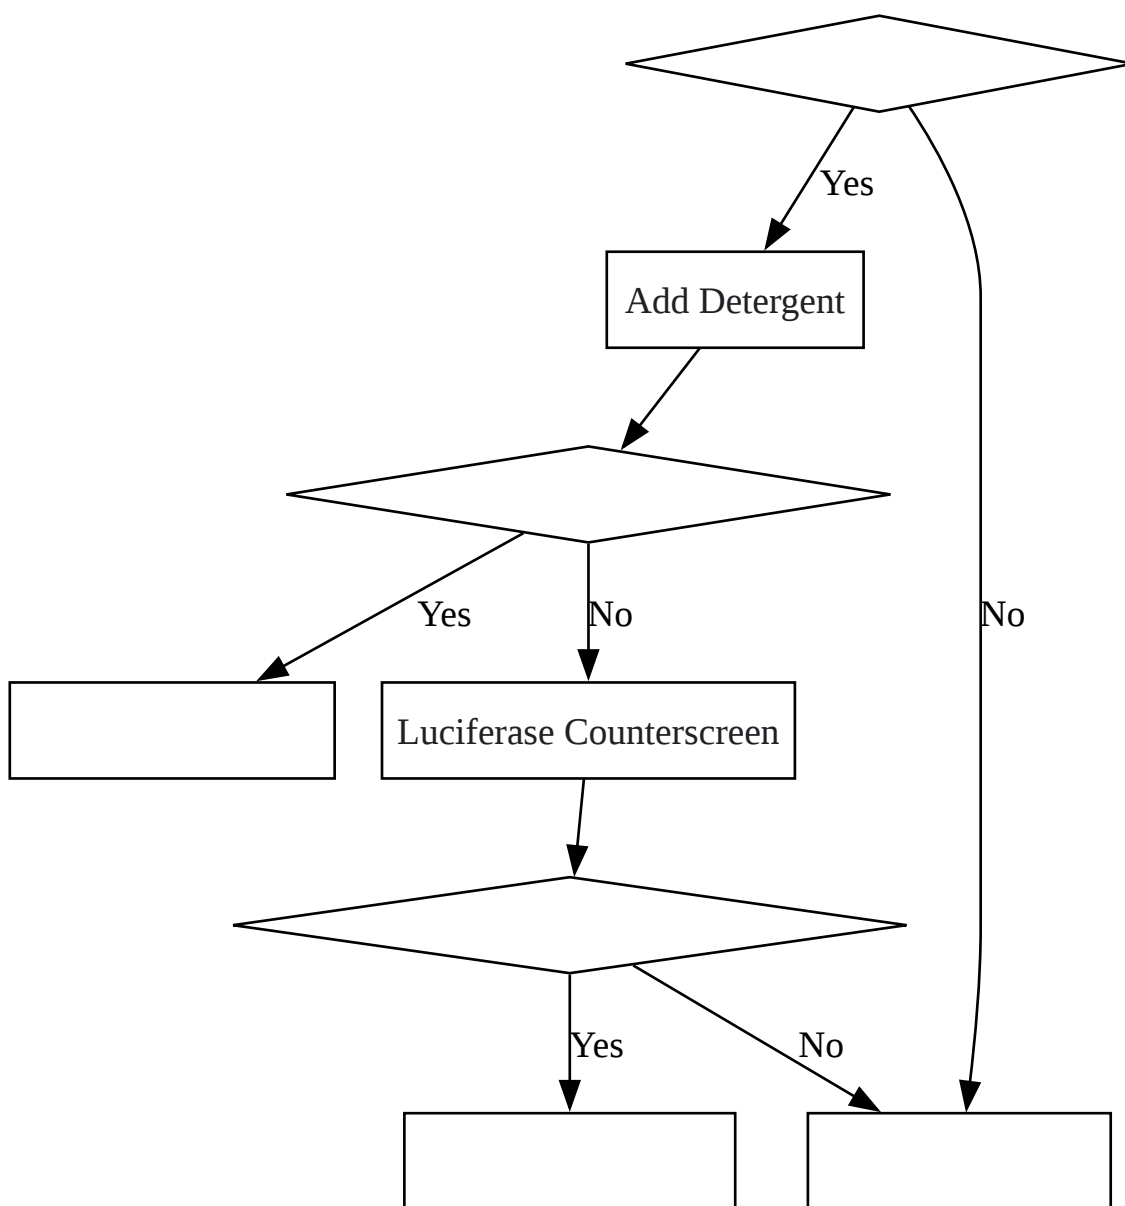 Yes
Add Detergent
Yes
No
No
Luciferase Counterscreen
Yes
No